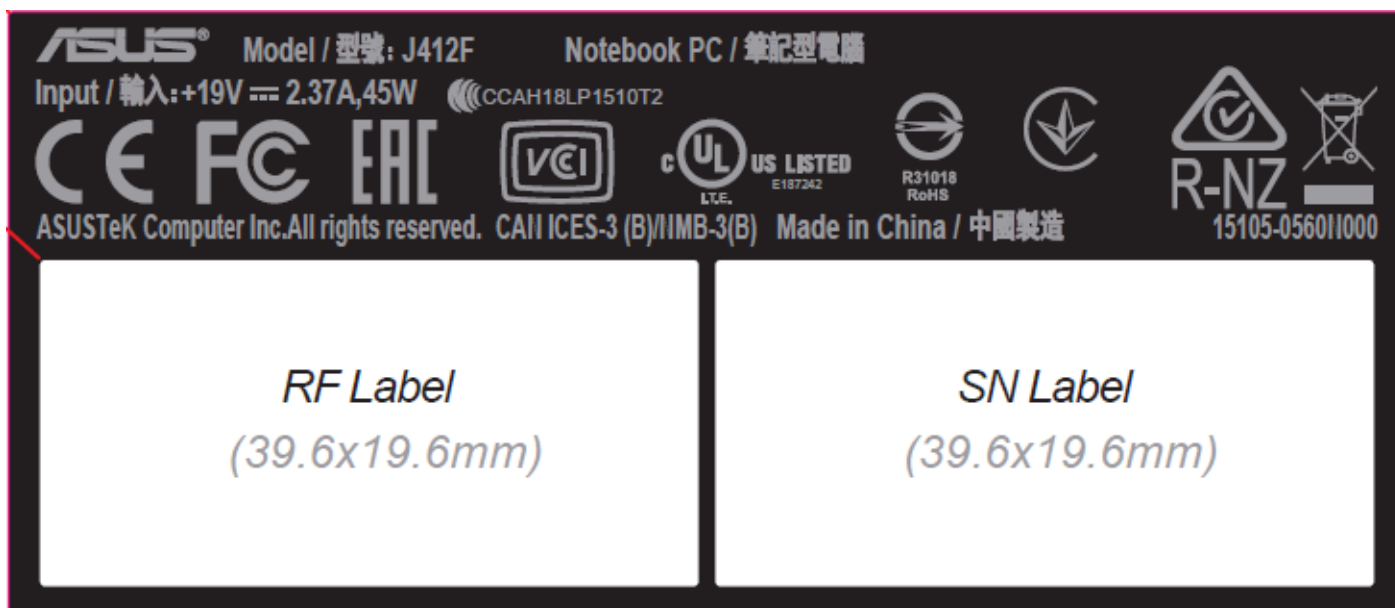 ASUS® Model / 型號: J412F Notebook PC / 筆記型電腦
Input / 輸入:+19V ⎓ 2.37A,45W CCAH18LP1510T2
CE FC EAC VCI C UL US LISTED R-NZ
E187242
I.T.E.
R31018
RoHS
ASUSTeK Computer Inc.All rights reserved. CAN ICES-3 (B)/NMB-3(B) Made in China / 中國製造 15105-0560N000
RF Label SN Label
(39.6x19.6mm) (39.6x19.6mm)